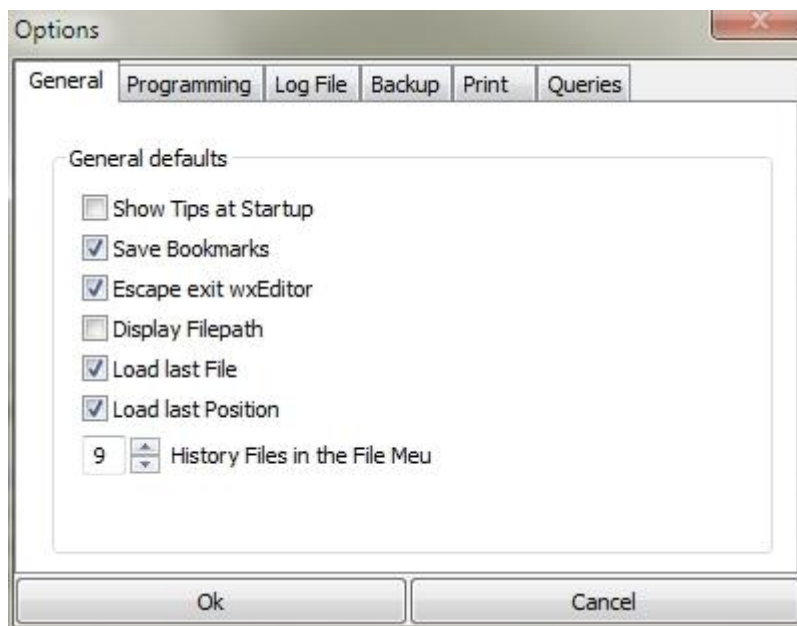 Options
General Programming Log File Backup Print Queries
General defaults
Show Tips at Startup
Save Bookmarks
Escape exit wxEditor
Display Filepath
Load last File
Load last Position
9 History Files in the File Meu
Ok Cancel